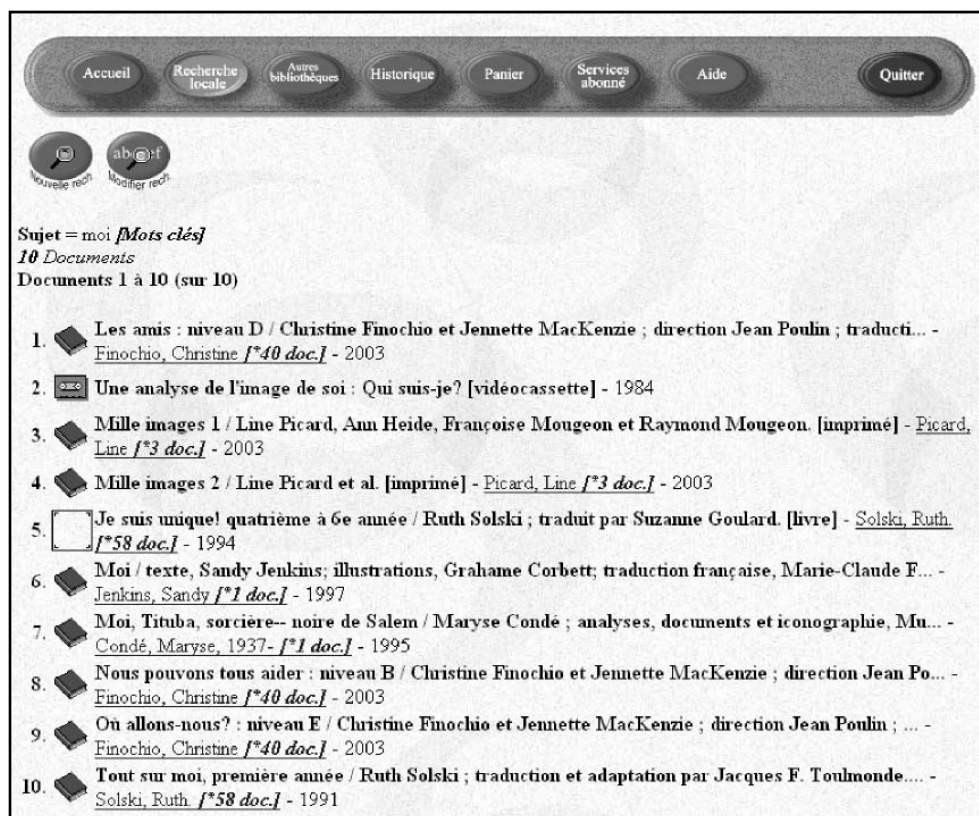 Accueil
Recherche locale
Autres bibliothèques
Historique
Panier
Services abonné
Aide
Quitter
Nouvelle rech.
Modifier rech.
Sujet = moi [Mots clés]
10 Documents
Documents 1 à 10 (sur 10)
1. Les amis : niveau D / Christine Finochio et Jennette MacKenzie ; direction Jean Poulin ; traducti... -
Finochio, Christine [*40 doc.] - 2003
2. Une analyse de l'image de soi : Qui suis-je? [vidéocassette] - 1984
3. Mille images 1 / Line Picard, Ann Heide, Françoise Mougeon et Raymond Mougeon. [imprimé] - Picard,
Line [*3 doc.] - 2003
4. Mille images 2 / Line Picard et al. [imprimé] - Picard, Line [*3 doc.] - 2003
5. Je suis unique! quatrième à 6e année / Ruth Solski ; traduit par Suzanne Goulard. [livre] - Solski, Ruth.
[*58 doc.] - 1994
6. Moi / texte, Sandy Jenkins; illustrations, Grahame Corbett; traduction française, Marie-Claude F... -
Jenkins, Sandy [*1 doc.] - 1997
7. Moi, Tituba, sorcière-- noire de Salem / Maryse Condé ; analyses, documents et iconographie, Mu... -
Condé, Maryse, 1937- [*1 doc.] - 1995
8. Nous pouvons tous aider : niveau B / Christine Finochio et Jennette MacKenzie ; direction Jean Po... -
Finochio, Christine [*40 doc.] - 2003
9. Où allons-nous? : niveau E / Christine Finochio et Jennette MacKenzie ; direction Jean Poulin ; ... -
Finochio, Christine [*40 doc.] - 2003
10. Tout sur moi, première année / Ruth Solski ; traduction et adaptation par Jacques F. Toulmonde.... -
Solski, Ruth. [*58 doc.] - 1991